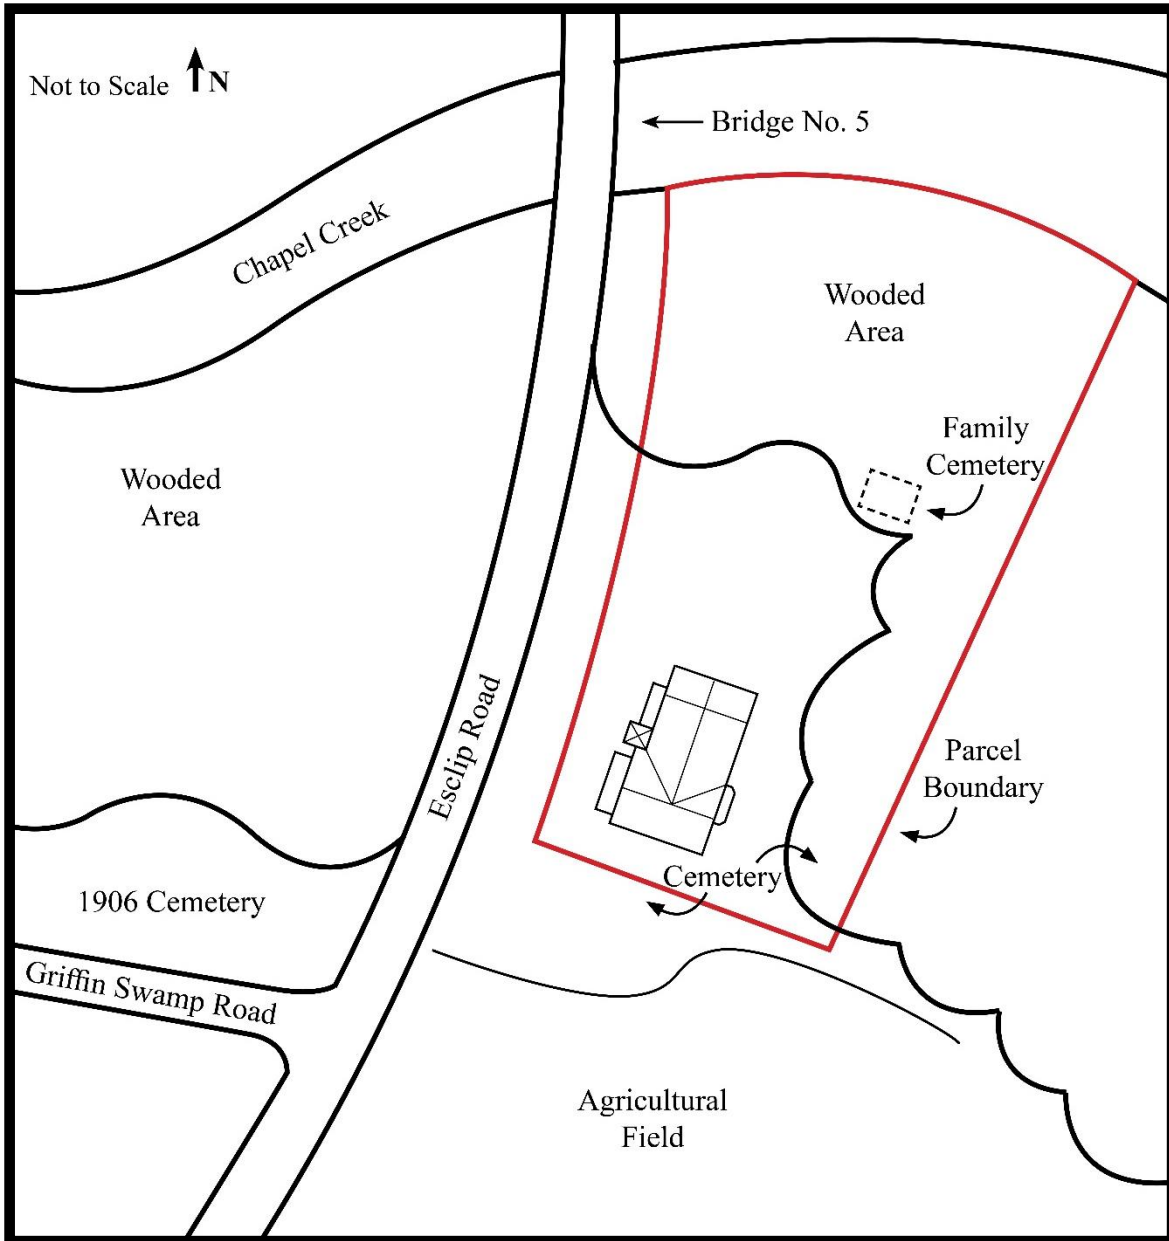 Not to Scale N
Bridge No. 5
Chapel Creek
Wooded
Area
Family
Cemetery
Wooded
Area
Esclip Road
Parcel
Boundary
Cemetery
1906 Cemetery
Griffin Swamp Road
Agricultural
Field